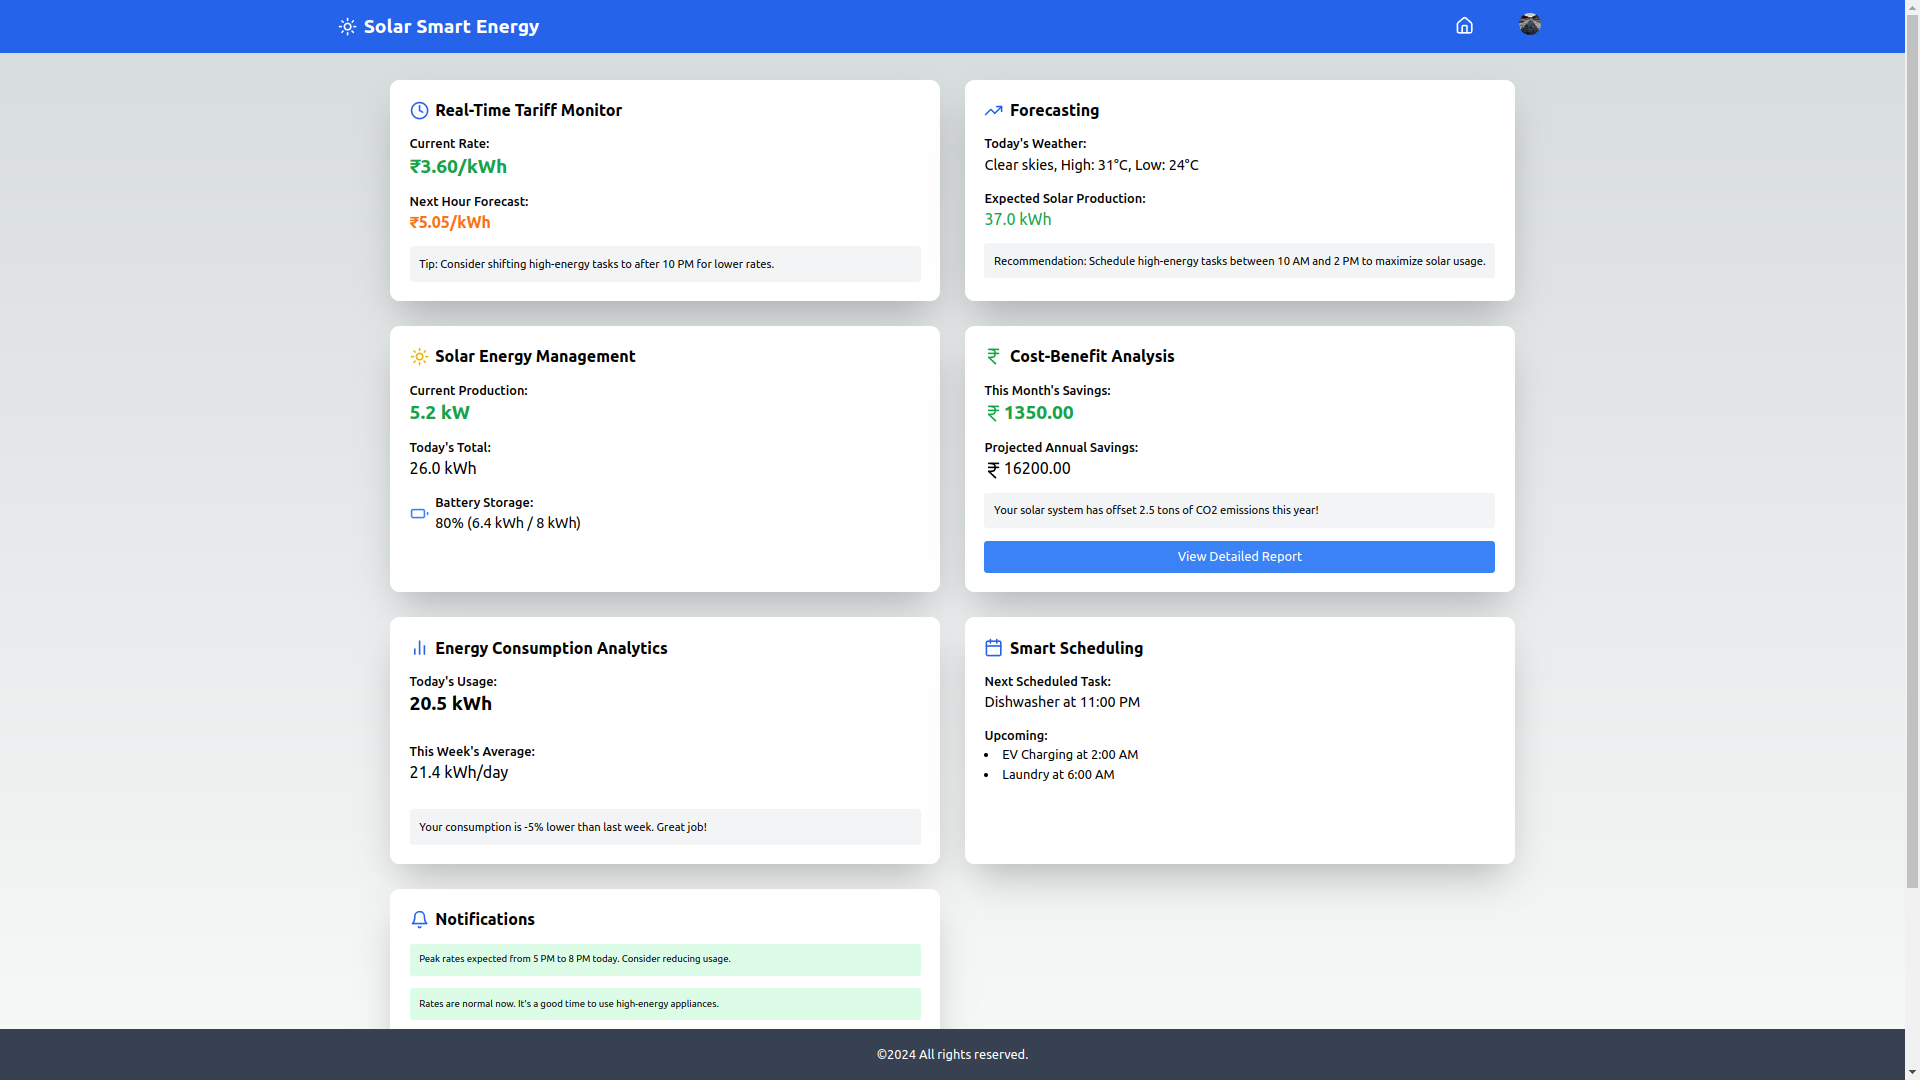 Solar Smart Energy
Real-Time Tariff Monitor
Current Rate:
₹3.60/kWh
Next Hour Forecast:
₹5.05/kWh
Tip: Consider shifting high-energy tasks to after 10 PM for lower rates.
Forecasting
Today's Weather:
Clear skies, High: 31°C, Low: 24°C
Expected Solar Production:
37.0 kWh
Recommendation: Schedule high-energy tasks between 10 AM and 2 PM to maximize solar usage.
Solar Energy Management
Current Production:
5.2 kW
Today's Total:
26.0 kWh
Battery Storage:
80% (6.4 kWh / 8 kWh)
Cost-Benefit Analysis
This Month's Savings:
₹ 1350.00
Projected Annual Savings:
₹ 16200.00
Your solar system has offset 2.5 tons of CO2 emissions this year!
View Detailed Report
Energy Consumption Analytics
Today's Usage:
20.5 kWh
This Week's Average:
21.4 kWh/day
Your consumption is -5% lower than last week. Great job!
Smart Scheduling
Next Scheduled Task:
Dishwasher at 11:00 PM
Upcoming:
• EV Charging at 2:00 AM
• Laundry at 6:00 AM
Notifications
Peak rates expected from 5 PM to 8 PM today. Consider reducing usage.
Rates are normal now. It's a good time to use high-energy appliances.
©2024 All rights reserved.